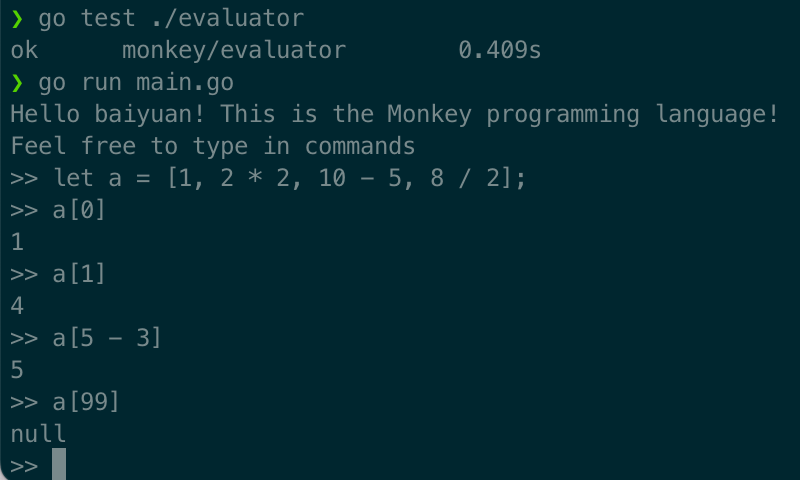 ❯ go test ./evaluator
ok      monkey/evaluator        0.409s
❯ go run main.go
Hello baiyuan! This is the Monkey programming language!
Feel free to type in commands
>> let a = [1, 2 * 2, 10 - 5, 8 / 2];
>> a[0]
1
>> a[1]
4
>> a[5 - 3]
5
>> a[99]
null
>>